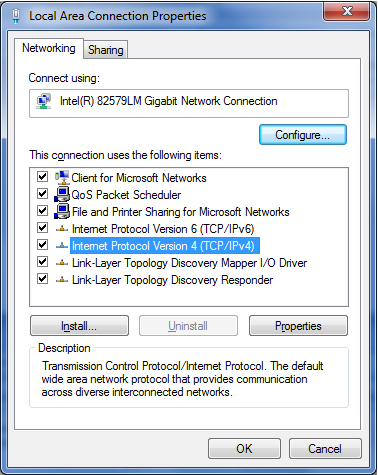 Local Area Connection Properties
Networking
Sharing
Connect using:
Intel(R) 82579LM Gigabit Network Connection
Configure...
This connection uses the following items:
Client for Microsoft Networks
QoS Packet Scheduler
File and Printer Sharing for Microsoft Networks
Internet Protocol Version 6 (TCP/IPv6)
Internet Protocol Version 4 (TCP/IPv4)
Link-Layer Topology Discovery Mapper I/O Driver
Link-Layer Topology Discovery Responder
Install...
Uninstall
Properties
Description
Transmission Control Protocol/Internet Protocol. The default
wide area network protocol that provides communication
across diverse interconnected networks.
OK
Cancel